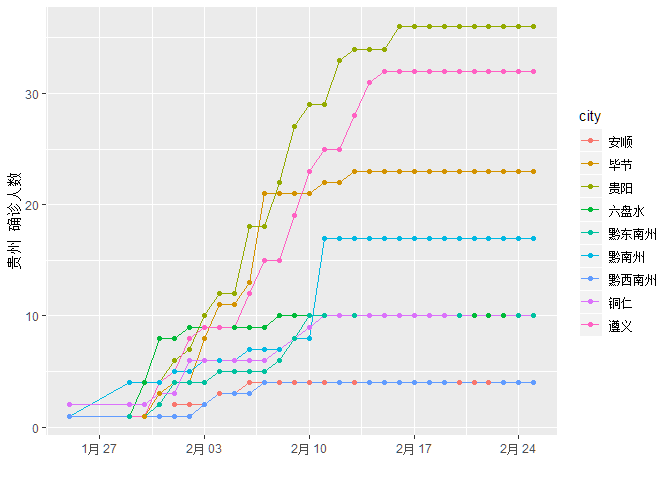 贵州 确诊人数
30
20
10
0
1月 27
2月 03
2月 10
2月 17
2月 24
city
安顺
毕节
贵阳
六盘水
黔东南州
黔南州
黔西南州
铜仁
遵义